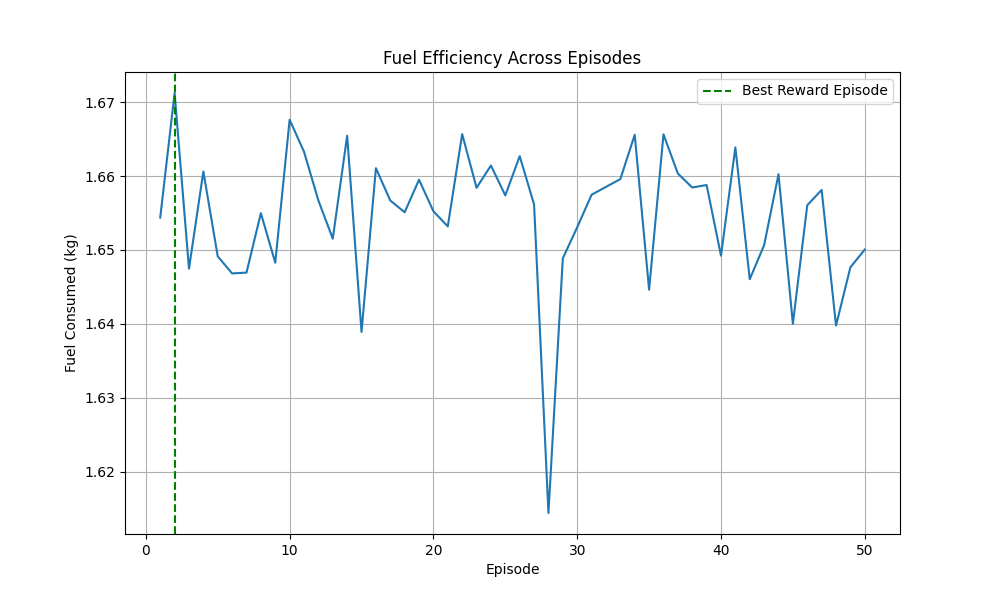 Fuel Efficiency Across Episodes
Best Reward Episode
1.67
1.66
1.65
1.64
1.63
1.62
Fuel Consumed (kg)
0 10 20 30 40 50
Episode